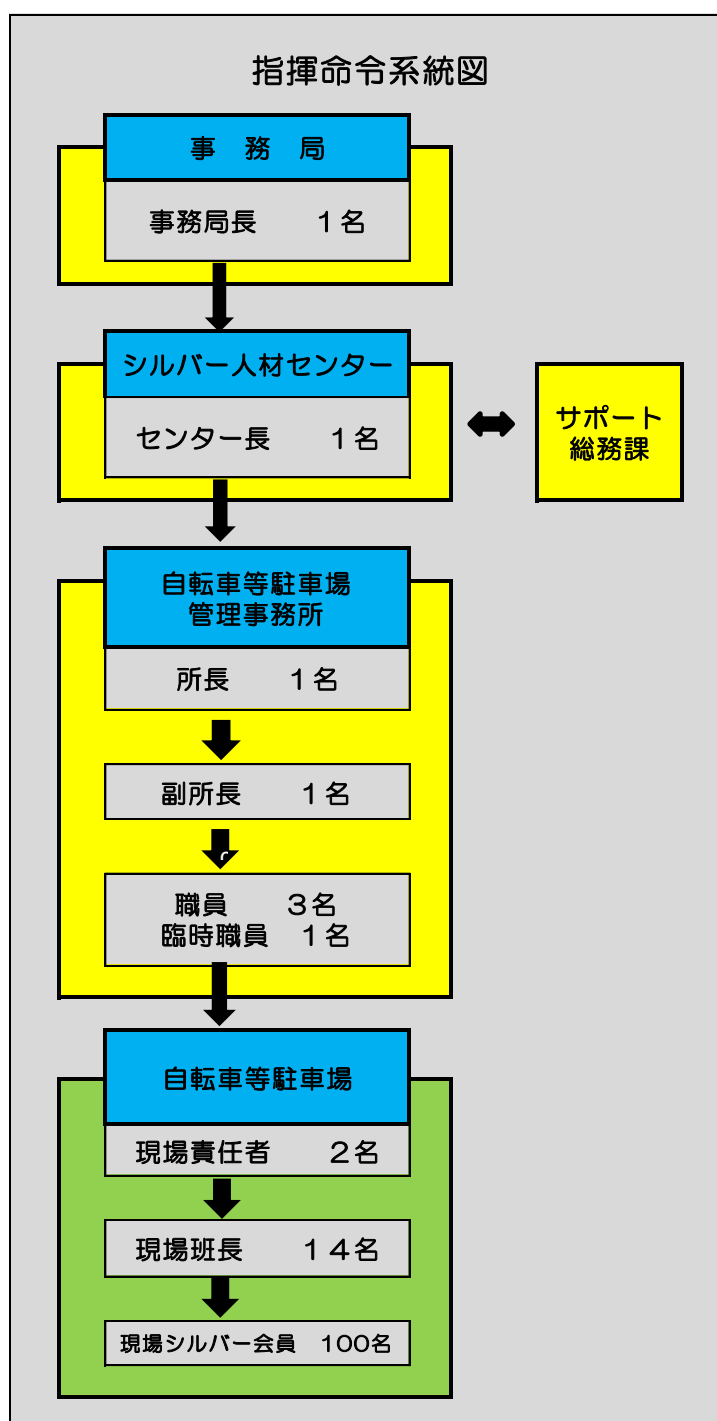 指揮命令系統図
事　務　局
事務局長　　１名
シルバー人材センター
センター長　　１名
サポート
総務課
自転車等駐車場
管理事務所
所長　　１名
副所長　　１名
職員　　３名
臨時職員　１名
自転車等駐車場
現場責任者　　２名
現場班長　　１４名
現場シルバー会員　100名